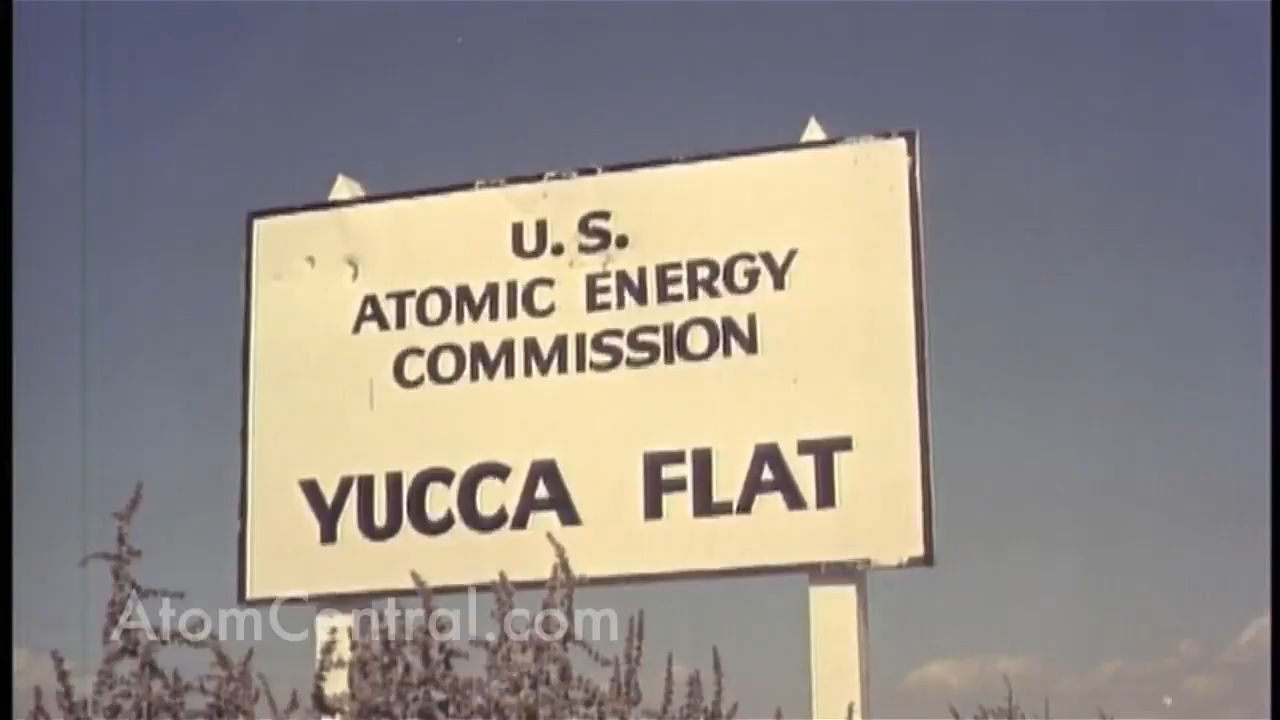 U. S.
ATOMIC ENERGY
COMMISSION
YUCCA FLAT
AtomCentral.com